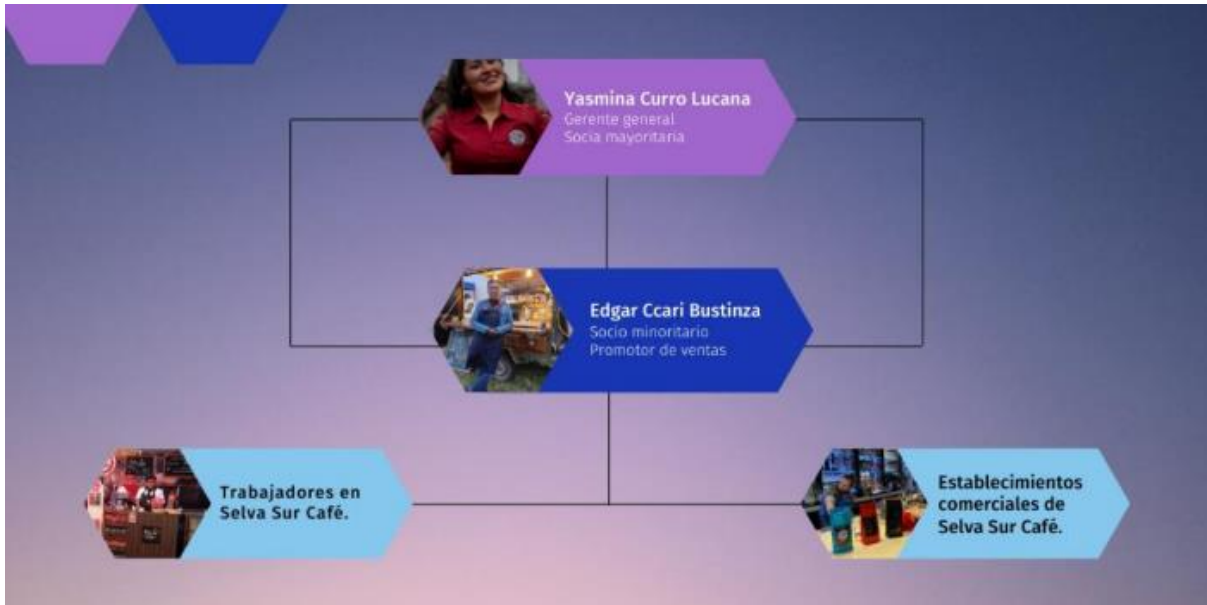 Yasmina Curro Lucana
Gerente general
Socia mayoritaria
Edgar Ccari Bustinza
Socio minoritario
Promotor de ventas
Trabajadores en
Selva Sur Café.
Establecimientos
comerciales de
Selva Sur Café.